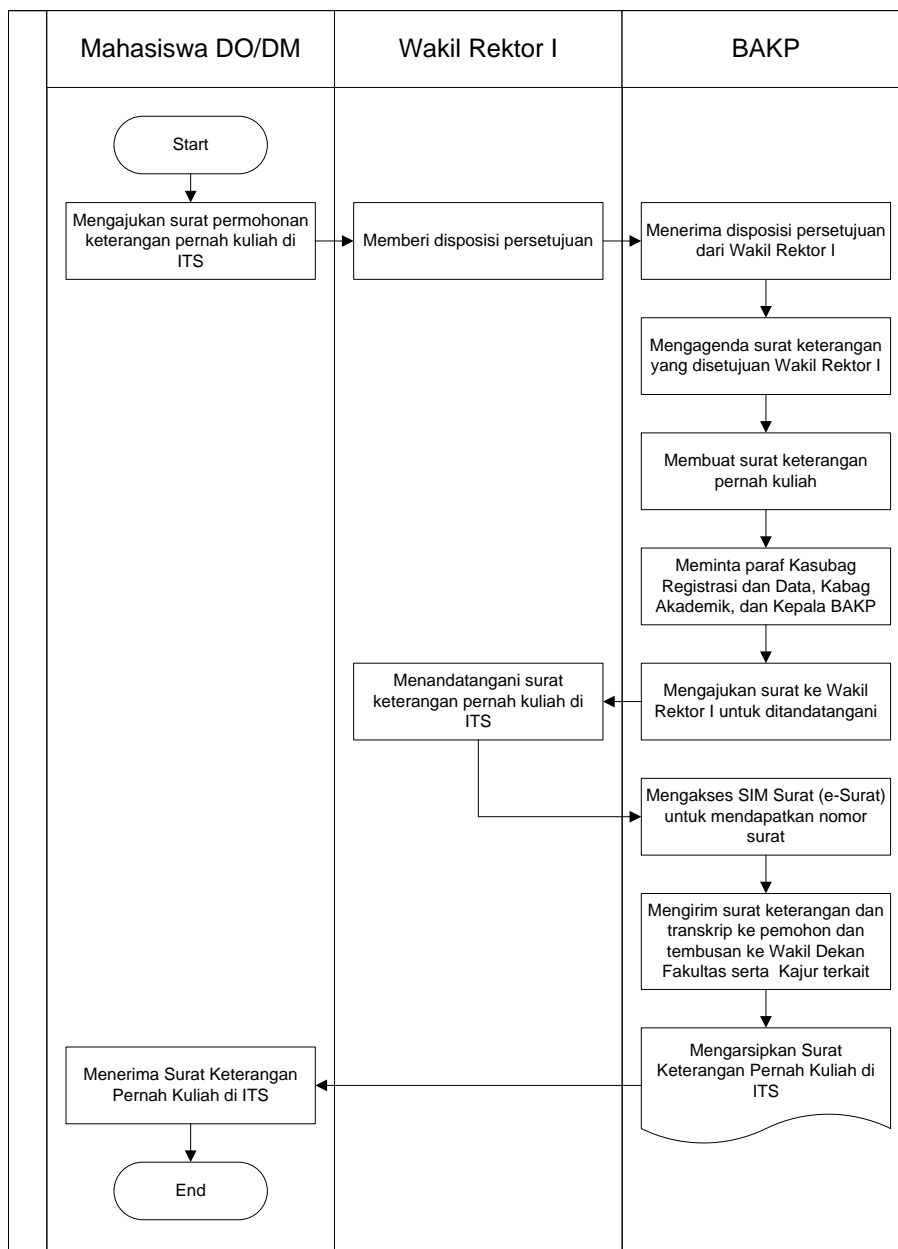 Mahasiswa DO/DM
Wakil Rektor I
BAKP
Start
Mengajukan surat permohonan
keterangan pernah kuliah di
ITS
Memberi disposisi persetujuan
Menerima disposisi persetujuan
dari Wakil Rektor I
Mengagenda surat keterangan
yang disetujuan Wakil Rektor I
Membuat surat keterangan
pernah kuliah
Meminta paraf Kasubag
Registrasi dan Data, Kabag
Akademik, dan Kepala BAKP
Mengajukan surat ke Wakil
Rektor I untuk ditandatangani
Menandatangani surat
keterangan pernah kuliah di
ITS
Mengakses SIM Surat (e-Surat)
untuk mendapatkan nomor
surat
Mengirim surat keterangan dan
transkrip ke pemohon dan
tembusan ke Wakil Dekan
Fakultas serta Kajur terkait
Mengarsipkan Surat
Keterangan Pernah Kuliah di
ITS
Menerima Surat Keterangan
Pernah Kuliah di ITS
End